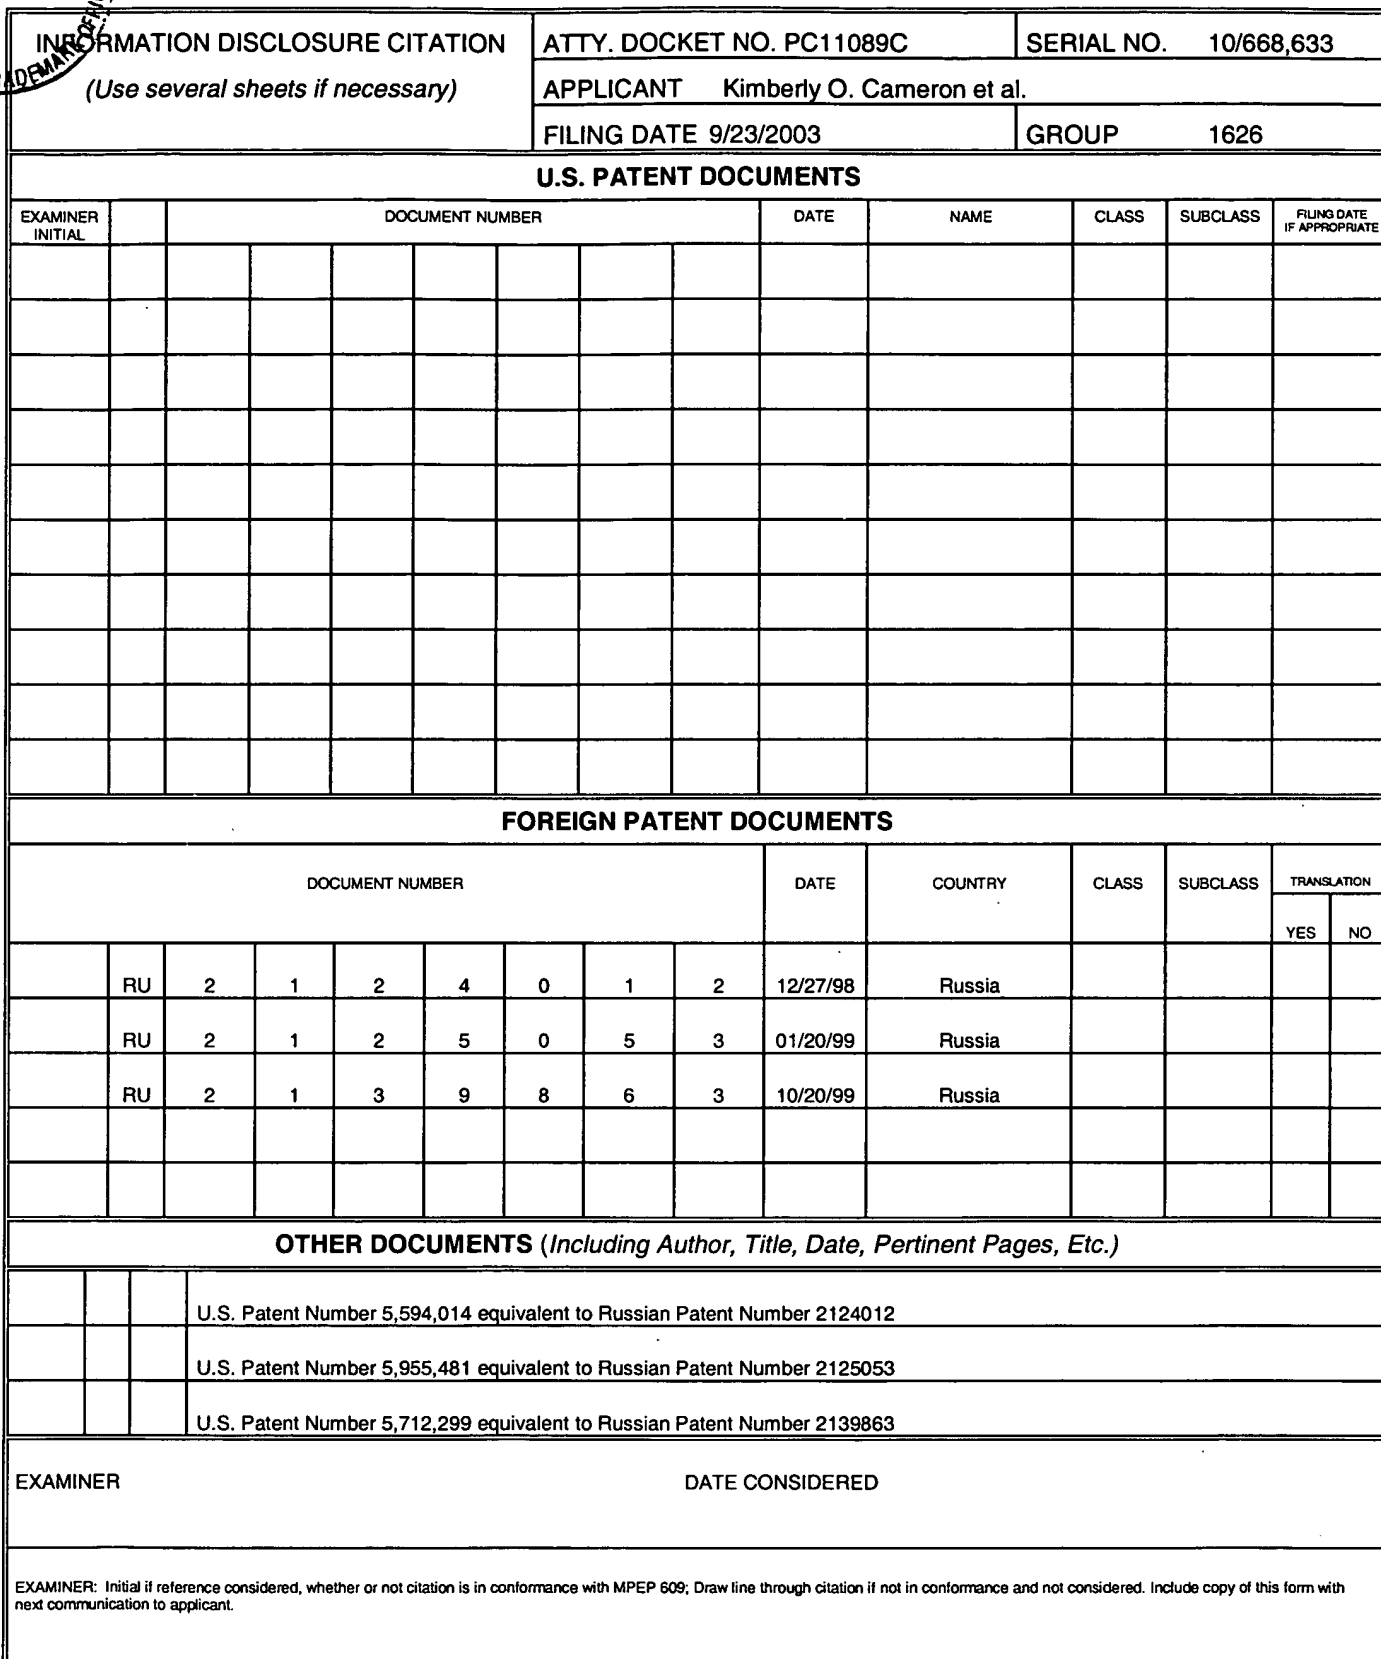 INFORMATION DISCLOSURE CITATION
(Use several sheets if necessary)
ATTY. DOCKET NO. PC11089C
SERIAL NO. 10/668,633
APPLICANT Kimberly O. Cameron et al.
FILING DATE 9/23/2003
GROUP 1626
U.S. PATENT DOCUMENTS
EXAMINER INITIAL DOCUMENT NUMBER DATE NAME CLASS SUBCLASS FILING DATE IF APPROPRIATE
FOREIGN PATENT DOCUMENTS
DOCUMENT NUMBER DATE COUNTRY CLASS SUBCLASS TRANSLATION
YES NO
RU 2 1 2 4 0 1 2 12/27/98 Russia
RU 2 1 2 5 0 5 3 01/20/99 Russia
RU 2 1 3 9 8 6 3 10/20/99 Russia
OTHER DOCUMENTS (Including Author, Title, Date, Pertinent Pages, Etc.)
U.S. Patent Number 5,594,014 equivalent to Russian Patent Number 2124012
U.S. Patent Number 5,955,481 equivalent to Russian Patent Number 2125053
U.S. Patent Number 5,712,299 equivalent to Russian Patent Number 2139863
EXAMINER DATE CONSIDERED
EXAMINER: Initial if reference considered, whether or not citation is in conformance with MPEP 609; Draw line through citation if not in conformance and not considered. Include copy of this form with
next communication to applicant.